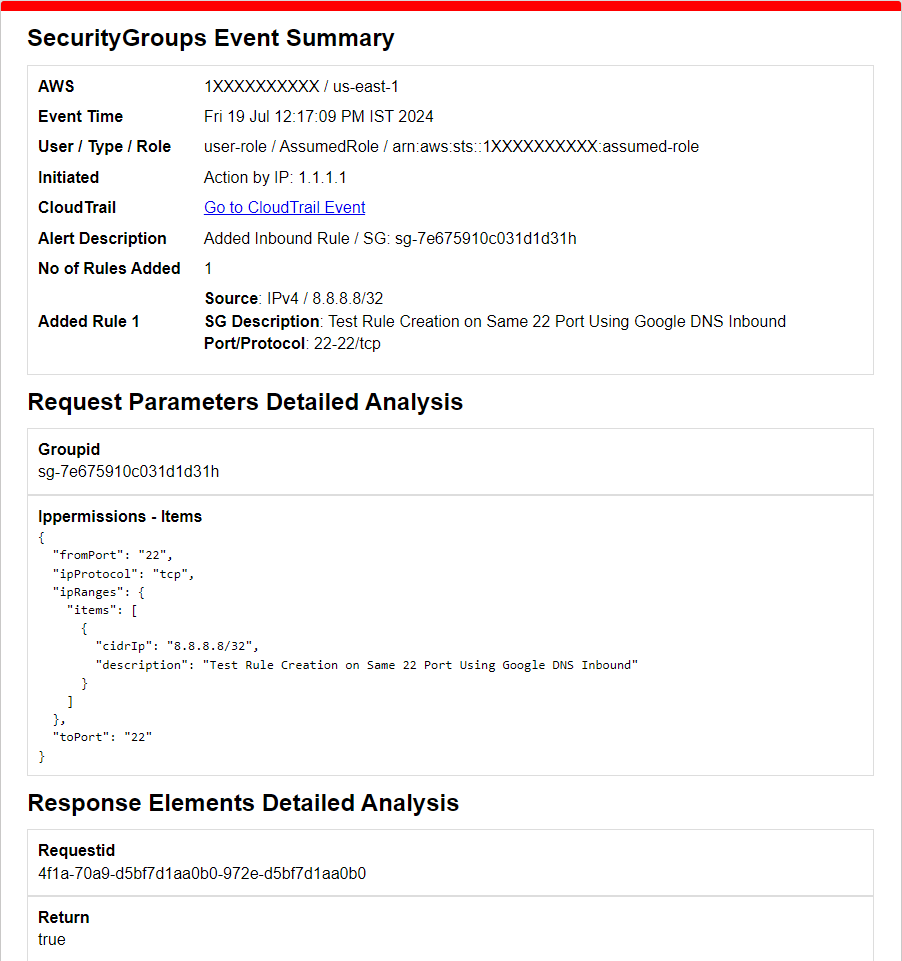 SecurityGroups Event Summary
AWS 1XXXXXXXXXX / us-east-1
Event Time Fri 19 Jul 12:17:09 PM IST 2024
User / Type / Role user-role / AssumedRole / arn:aws:sts::1XXXXXXXXXX:assumed-role
Initiated Action by IP: 1.1.1.1
CloudTrail Go to CloudTrail Event
Alert Description Added Inbound Rule / SG: sg-7e675910c031d1d31h
No of Rules Added 1
Source: IPv4 / 8.8.8.8/32
Added Rule 1 SG Description: Test Rule Creation on Same 22 Port Using Google DNS Inbound
Port/Protocol: 22-22/tcp
Request Parameters Detailed Analysis
Groupid
sg-7e675910c031d1d31h
Ippermissions - Items
{
  "fromPort": "22",
  "ipProtocol": "tcp",
  "ipRanges": {
    "items": [
      {
        "cidrIp": "8.8.8.8/32",
        "description": "Test Rule Creation on Same 22 Port Using Google DNS Inbound"
      }
    ]
  },
  "toPort": "22"
}
Response Elements Detailed Analysis
Requestid
4f1a-70a9-d5bf7d1aa0b0-972e-d5bf7d1aa0b0
Return
true